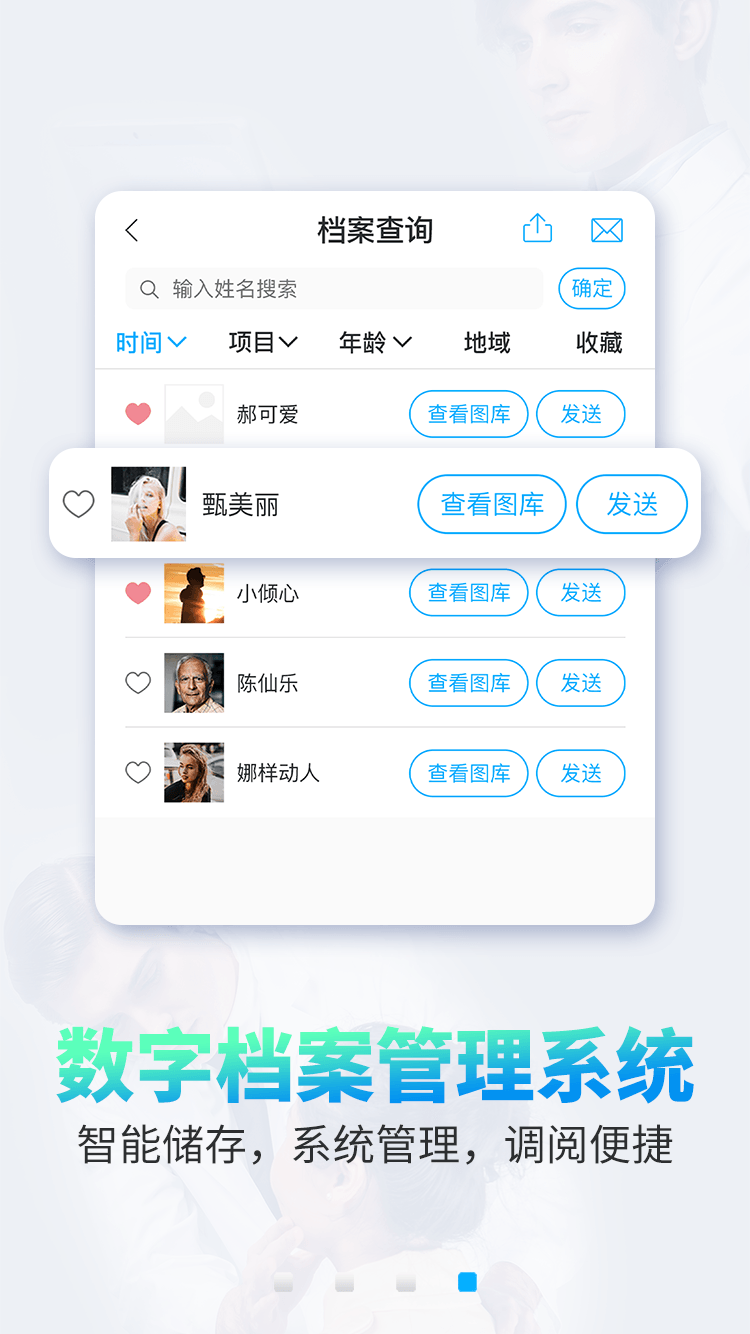 档案查询
输入姓名搜索 确定
时间 项目 年龄 地域 收藏
郝可爱 查看图库 发送
甄美丽 查看图库 发送
小倾心 查看图库 发送
陈仙乐 查看图库 发送
娜样动人 查看图库 发送
数字档案管理系统
智能储存，系统管理，调阅便捷